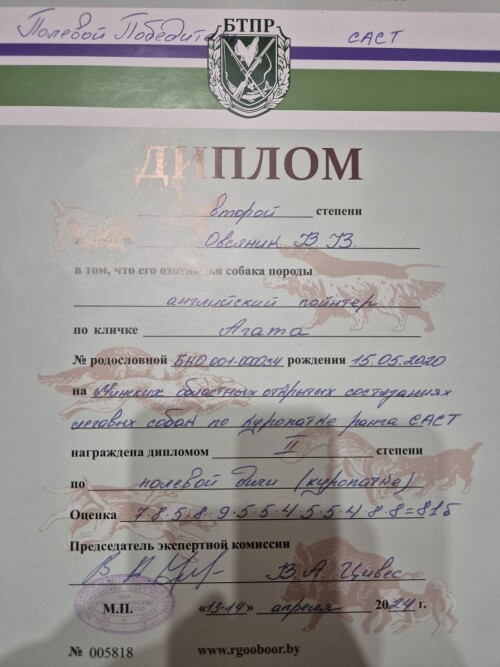 БТПР
Полевой Победитель САСТ
ДИПЛОМ
второй степени
Овсяник В В.
в том, что его охотничья собака породы
английский пойнтер
по кличке Агата
№ родословной БНО 001-000034 рождения 15.05.2020
на Минских областных открытых состязаниях
легавых собак по куропатке ранга САСТ
награждена дипломом II степени
по полевой дичи (куропатке)
Оценка 7·8·5·8·9·5·5·4·5·5·4·8·8=81б
Председатель экспертной комиссии
В.А. Цивес
М.П. «13-14» апреля 2024 г.
№ 005818 www.rgooboor.by